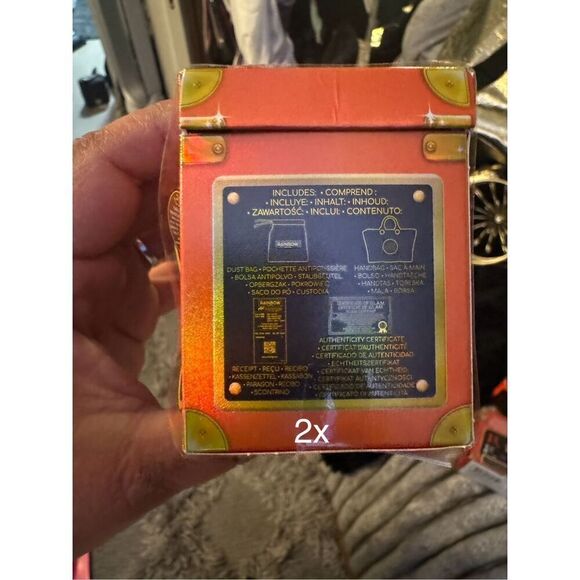 INCLUDES: • COMPREND :
• INCLUYE: • INHALT: • INHOUD:
• ZAWARTOŚĆ: • INCLUI: • CONTENUTO:
RAINBOW
DUST BAG • POCHETTE ANTIPOUSSIÈRE
• BOLSA ANTIPOLVO • STAUBBEUTEL
• OPBERGZAK • POKROWIEC
• SACO DO PÓ • CUSTODIA
HANDBAG • SAC À MAIN
• BOLSO • HANDTASCHE
• HANDTAS • TOREBKA
• MALA • BORSA
RAINBOW
CERTIFICATE OF GLAM
RECEIPT • REÇU • RECIBO
• KASSENZETTEL • KASSABON
• PARAGON • RECIBO
• SCONTRINO
AUTHENTICITY CERTIFICATE
• CERTIFICAT D'AUTHENTICITÉ
• CERTIFICADO DE AUTENTICIDAD
• ECHTHEITSZERTIFIKAT
• CERTIFICAAT VAN ECHTHEID
• CERTYFIKAT AUTENTYCZNOŚCI
• CERTIFICADO DE AUTENTICIDADE
• CERTIFICATO DI AUTENTICITÀ
2x